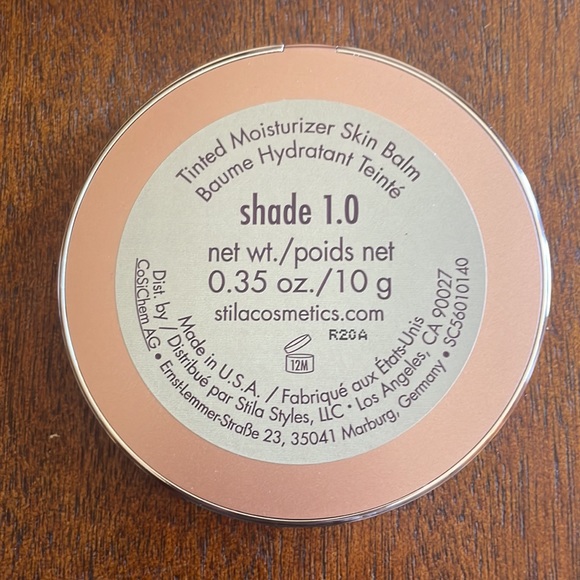 Tinted Moisturizer Skin Balm
Baume Hydratant Teinté
shade 1.0
net wt./poids net
0.35 oz./10 g
stilacosmetics.com
R20A
12M
Made in U.S.A. / Fabriqué aux États-Unis
Dist. by / Distribué par Stila Styles, LLC • Los Angeles, CA 90027
CoSiChem AG • Ernst-Lemmer-Straße 23, 35041 Marburg, Germany • SC56010140